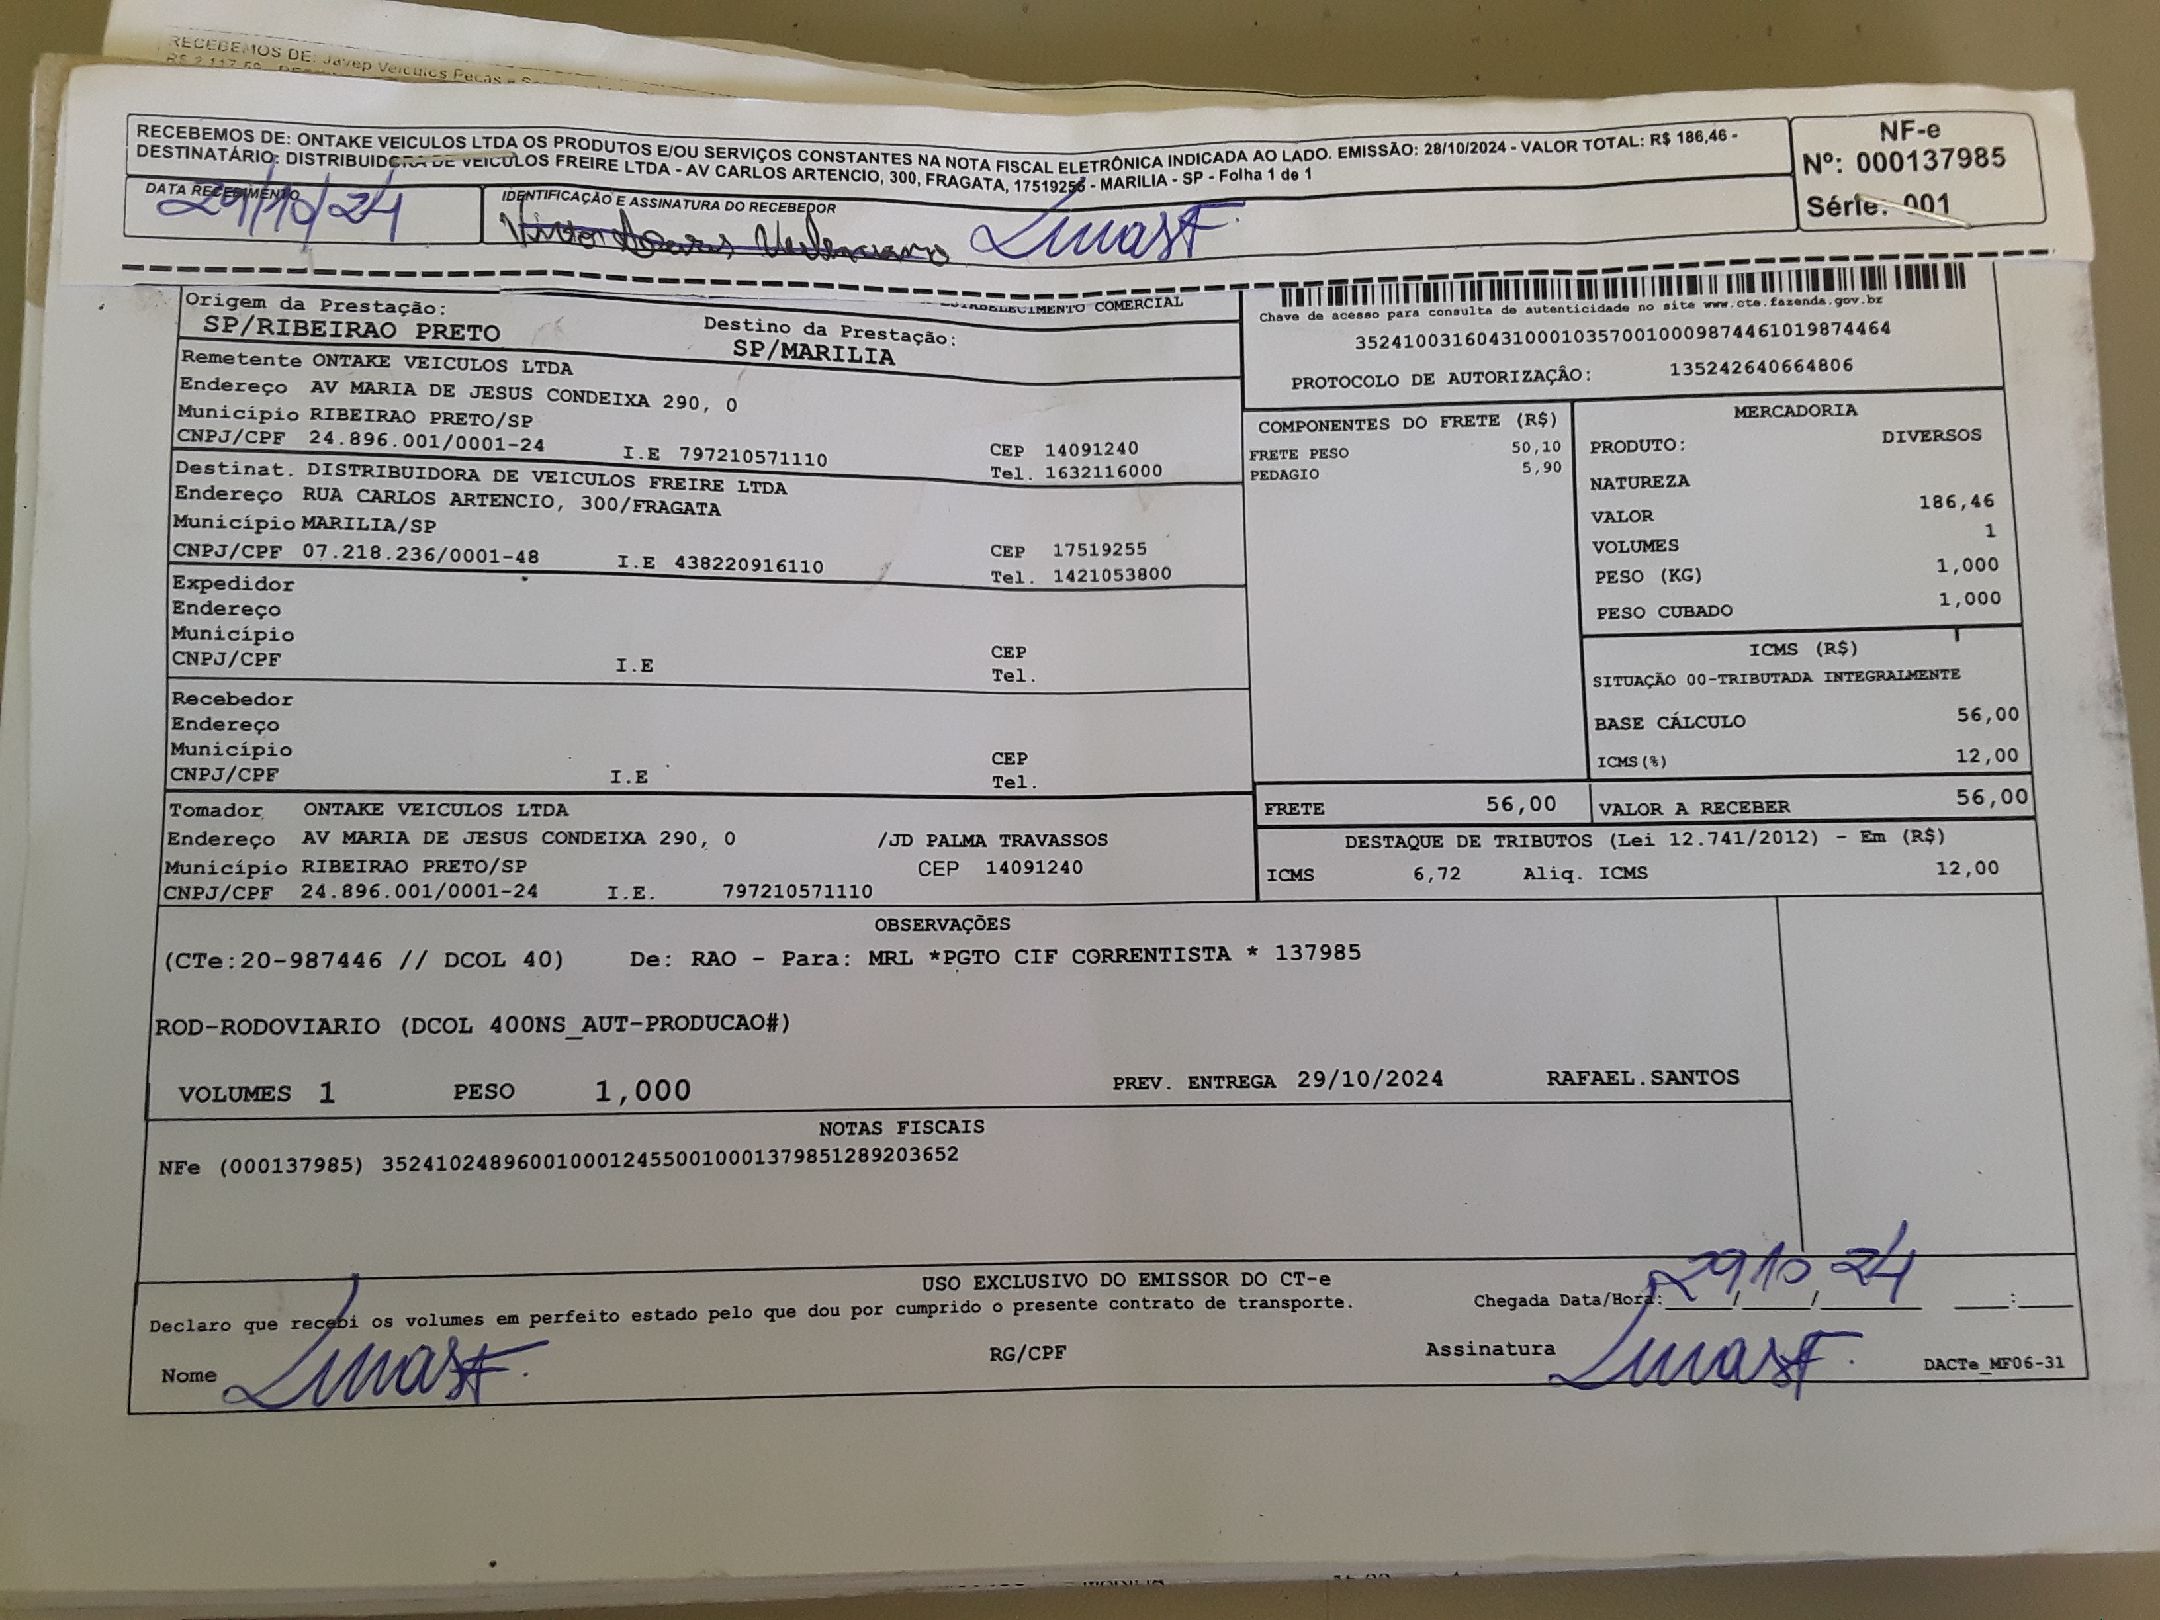 RECEBEMOS DE: Javep Veiculos Pecas -
RECEBEMOS DE: ONTAKE VEICULOS LTDA OS PRODUTOS E/OU SERVIÇOS CONSTANTES NA NOTA FISCAL ELETRÔNICA INDICADA AO LADO. EMISSÃO: 28/10/2024 - VALOR TOTAL: R$ 186,46 -
DESTINATÁRIO: DISTRIBUIDORA DE VEICULOS FREIRE LTDA - AV CARLOS ARTENCIO, 300, FRAGATA, 17519255 - MARILIA - SP - Folha 1 de 1
NF-e
Nº: 000137985
Série: 001
DATA RECEBIMENTO
29/10/24
IDENTIFICAÇÃO E ASSINATURA DO RECEBEDOR
ESTABELECIMENTO COMERCIAL
Origem da Prestação:
SP/RIBEIRAO PRETO
Destino da Prestação:
SP/MARILIA
Chave de acesso para consulta de autenticidade no site www.cte.fazenda.gov.br
35241003160431000103570010009874461019874464
PROTOCOLO DE AUTORIZAÇÃO: 135242640664806
Remetente ONTAKE VEICULOS LTDA
Endereço AV MARIA DE JESUS CONDEIXA 290, 0
Município RIBEIRAO PRETO/SP
CNPJ/CPF 24.896.001/0001-24 I.E 797210571110
CEP 14091240
Tel. 1632116000
Destinat. DISTRIBUIDORA DE VEICULOS FREIRE LTDA
Endereço RUA CARLOS ARTENCIO, 300/FRAGATA
Município MARILIA/SP
CNPJ/CPF 07.218.236/0001-48 I.E 438220916110
CEP 17519255
Tel. 1421053800
Expedidor
Endereço
Município
CNPJ/CPF I.E
CEP
Tel.
Recebedor
Endereço
Município
CNPJ/CPF I.E
CEP
Tel.
Tomador ONTAKE VEICULOS LTDA
Endereço AV MARIA DE JESUS CONDEIXA 290, 0 /JD PALMA TRAVASSOS
Município RIBEIRAO PRETO/SP CEP 14091240
CNPJ/CPF 24.896.001/0001-24 I.E. 797210571110
COMPONENTES DO FRETE (R$)
FRETE PESO 50,10
PEDAGIO 5,90
MERCADORIA
PRODUTO: DIVERSOS
NATUREZA
VALOR 186,46
VOLUMES 1
PESO (KG) 1,000
PESO CUBADO 1,000
ICMS (R$)
SITUAÇÃO 00-TRIBUTADA INTEGRALMENTE
BASE CÁLCULO 56,00
ICMS(%) 12,00
FRETE 56,00 VALOR A RECEBER 56,00
DESTAQUE DE TRIBUTOS (Lei 12.741/2012) - Em (R$)
ICMS 6,72 Aliq. ICMS 12,00
OBSERVAÇÕES
(CTe:20-987446 // DCOL 40) De: RAO - Para: MRL *PGTO CIF CORRENTISTA * 137985
ROD-RODOVIARIO (DCOL 400NS_AUT-PRODUCAO#)
VOLUMES 1 PESO 1,000 PREV. ENTREGA 29/10/2024 RAFAEL.SANTOS
NOTAS FISCAIS
NFe (000137985) 35241024896001000124550010001379851289203652
USO EXCLUSIVO DO EMISSOR DO CT-e
Declaro que recebi os volumes em perfeito estado pelo que dou por cumprido o presente contrato de transporte.
Chegada Data/Hora: 29/10/24 :
Nome RG/CPF Assinatura
DACTe_MF06-31